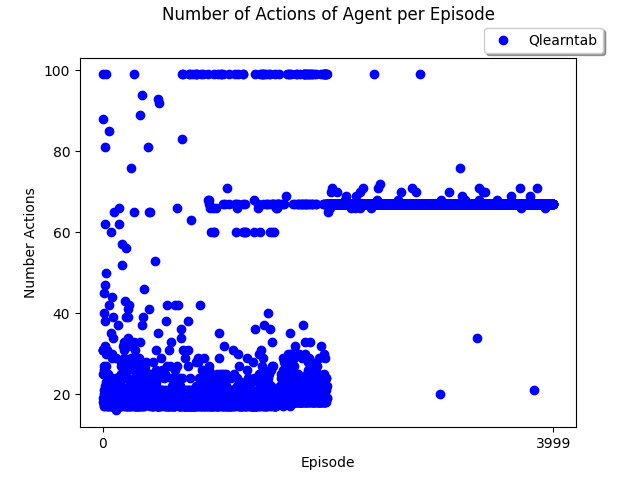 Number of Actions of Agent per Episode
Qlearntab
100
80
60
40
20
Number Actions
0
3999
Episode